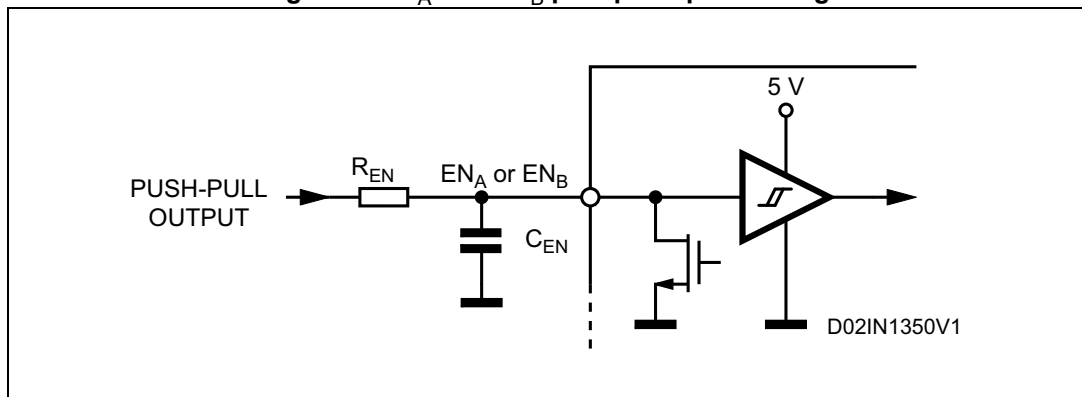 5 V
R_EN
EN_A or EN_B
PUSH-PULL
OUTPUT
C_EN
D02IN1350V1